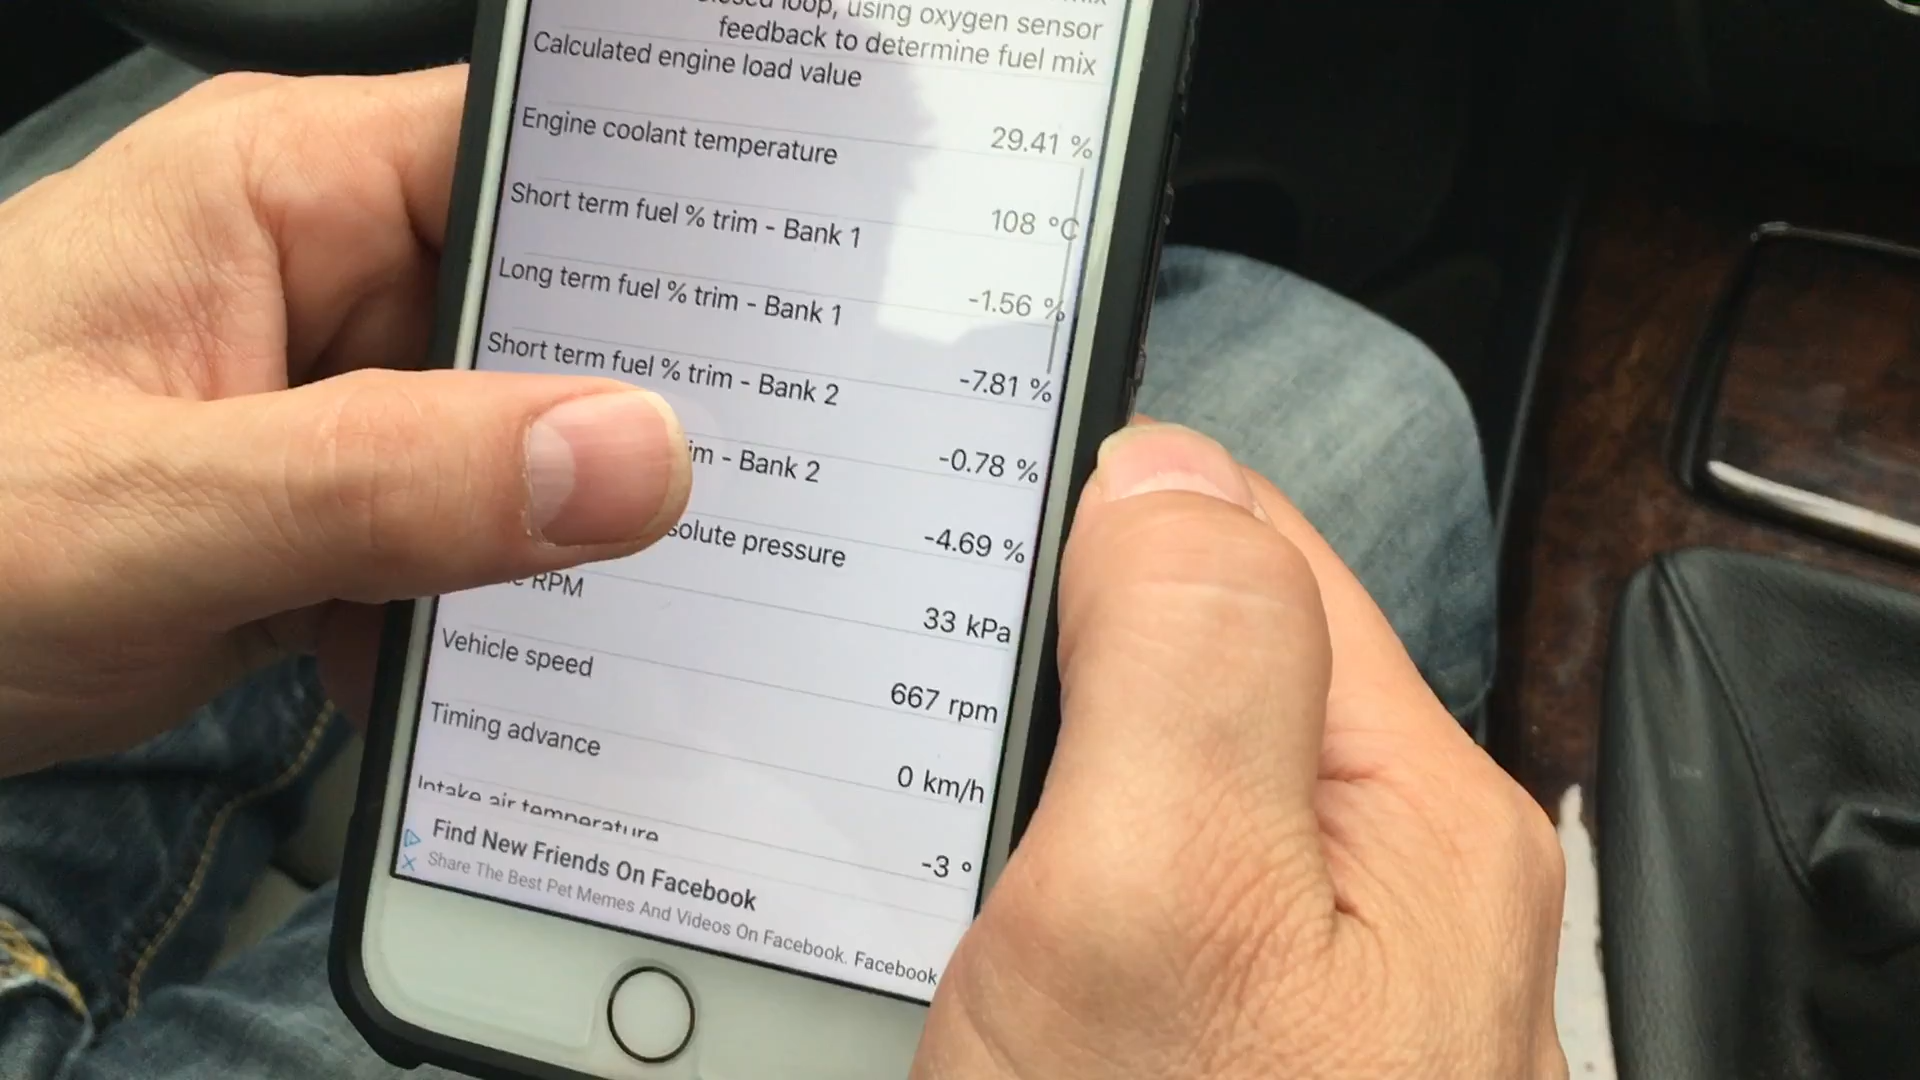 loop, using oxygen sensor
feedback to determine fuel mix
Calculated engine load value
29.41 %
Engine coolant temperature
108 °C
Short term fuel % trim - Bank 1
-1.56 %
Long term fuel % trim - Bank 1
-7.81 %
Short term fuel % trim - Bank 2
-0.78 %
im - Bank 2
-4.69 %
solute pressure
33 kPa
RPM
667 rpm
Vehicle speed
0 km/h
Timing advance
-3 °
Intake air temperature
Find New Friends On Facebook
Share The Best Pet Memes And Videos On Facebook. Facebook